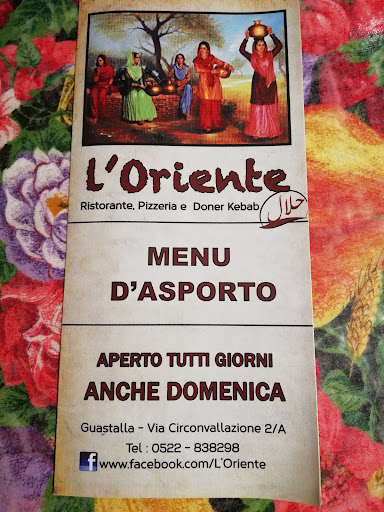 L'Oriente
Ristorante, Pizzeria e Doner Kebab
حلال
MENU
D'ASPORTO
APERTO TUTTI GIORNI
ANCHE DOMENICA
Guastalla - Via Circonvallazione 2/A
Tel : 0522 - 838298
f www.facebook.com/L'Oriente